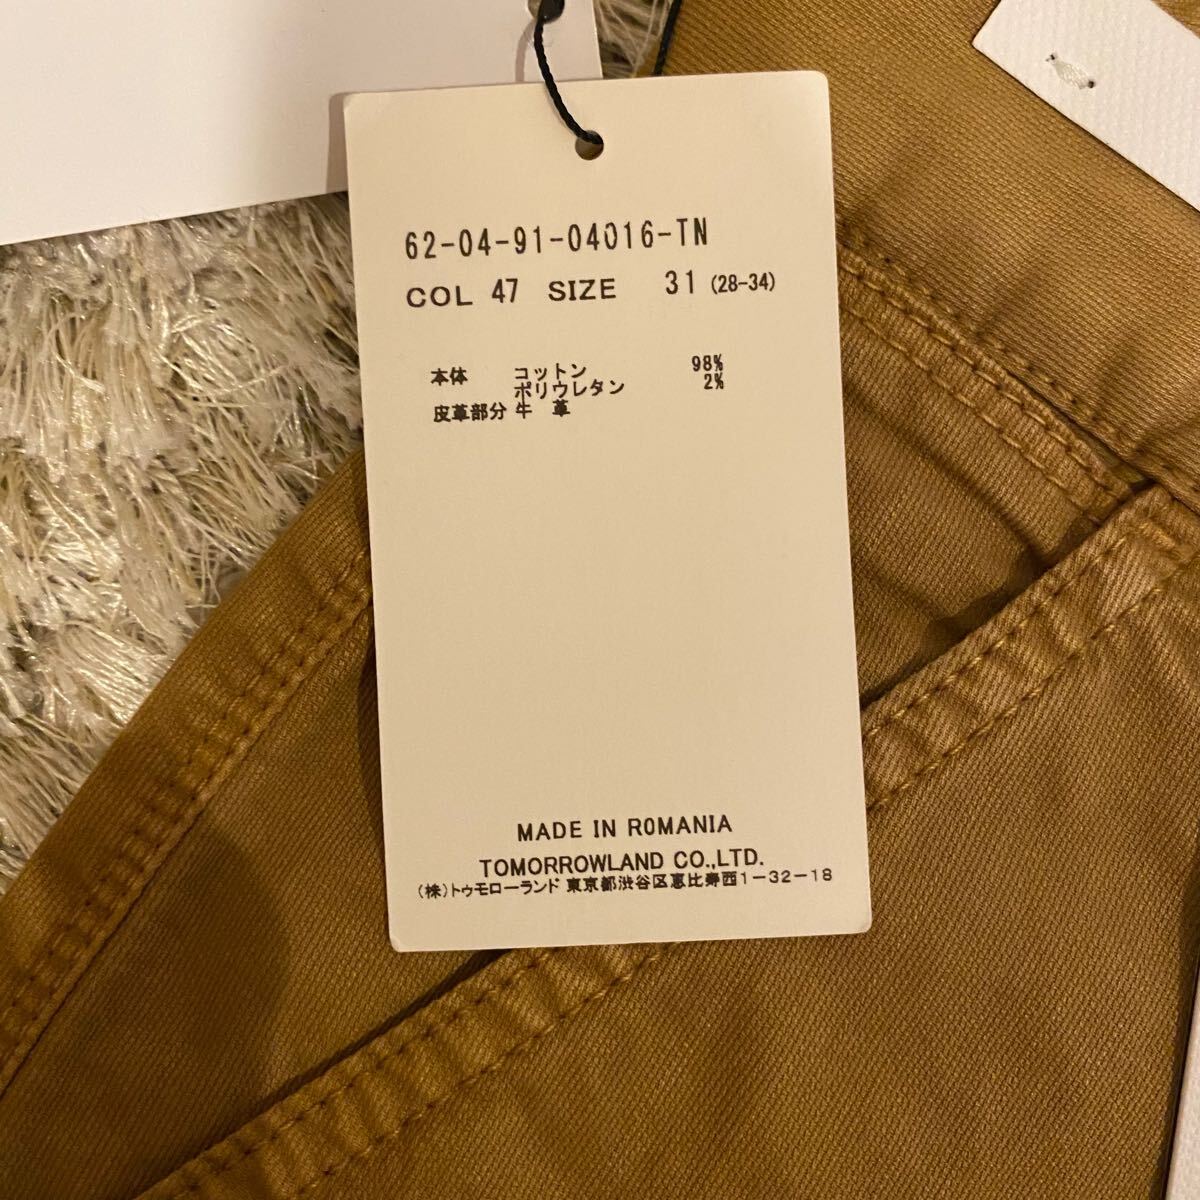 62-04-91-04016-TN
COL 47 SIZE 31 (28-34)
本体 コットン 98%
ポリウレタン 2%
皮革部分 牛 革
MADE IN ROMANIA
TOMORROWLAND CO.,LTD.
(株)トゥモローランド 東京都渋谷区恵比寿西1-32-18